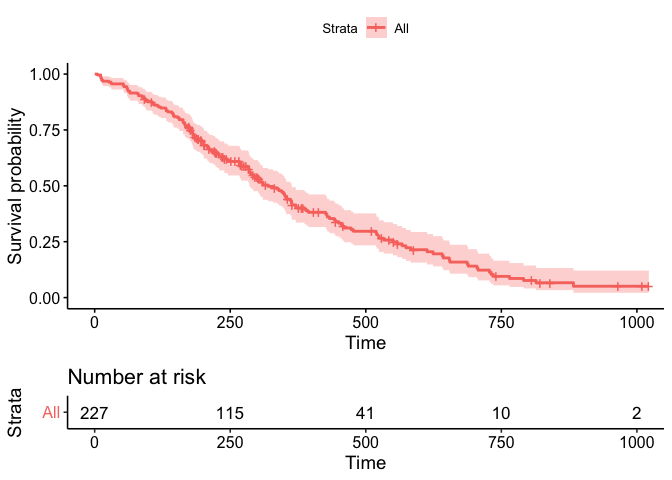 Strata All
Survival probability
1.00
0.75
0.50
0.25
0.00
0 250 500 750 1000
Time
Number at risk
Strata
All 227 115 41 10 2
0 250 500 750 1000
Time